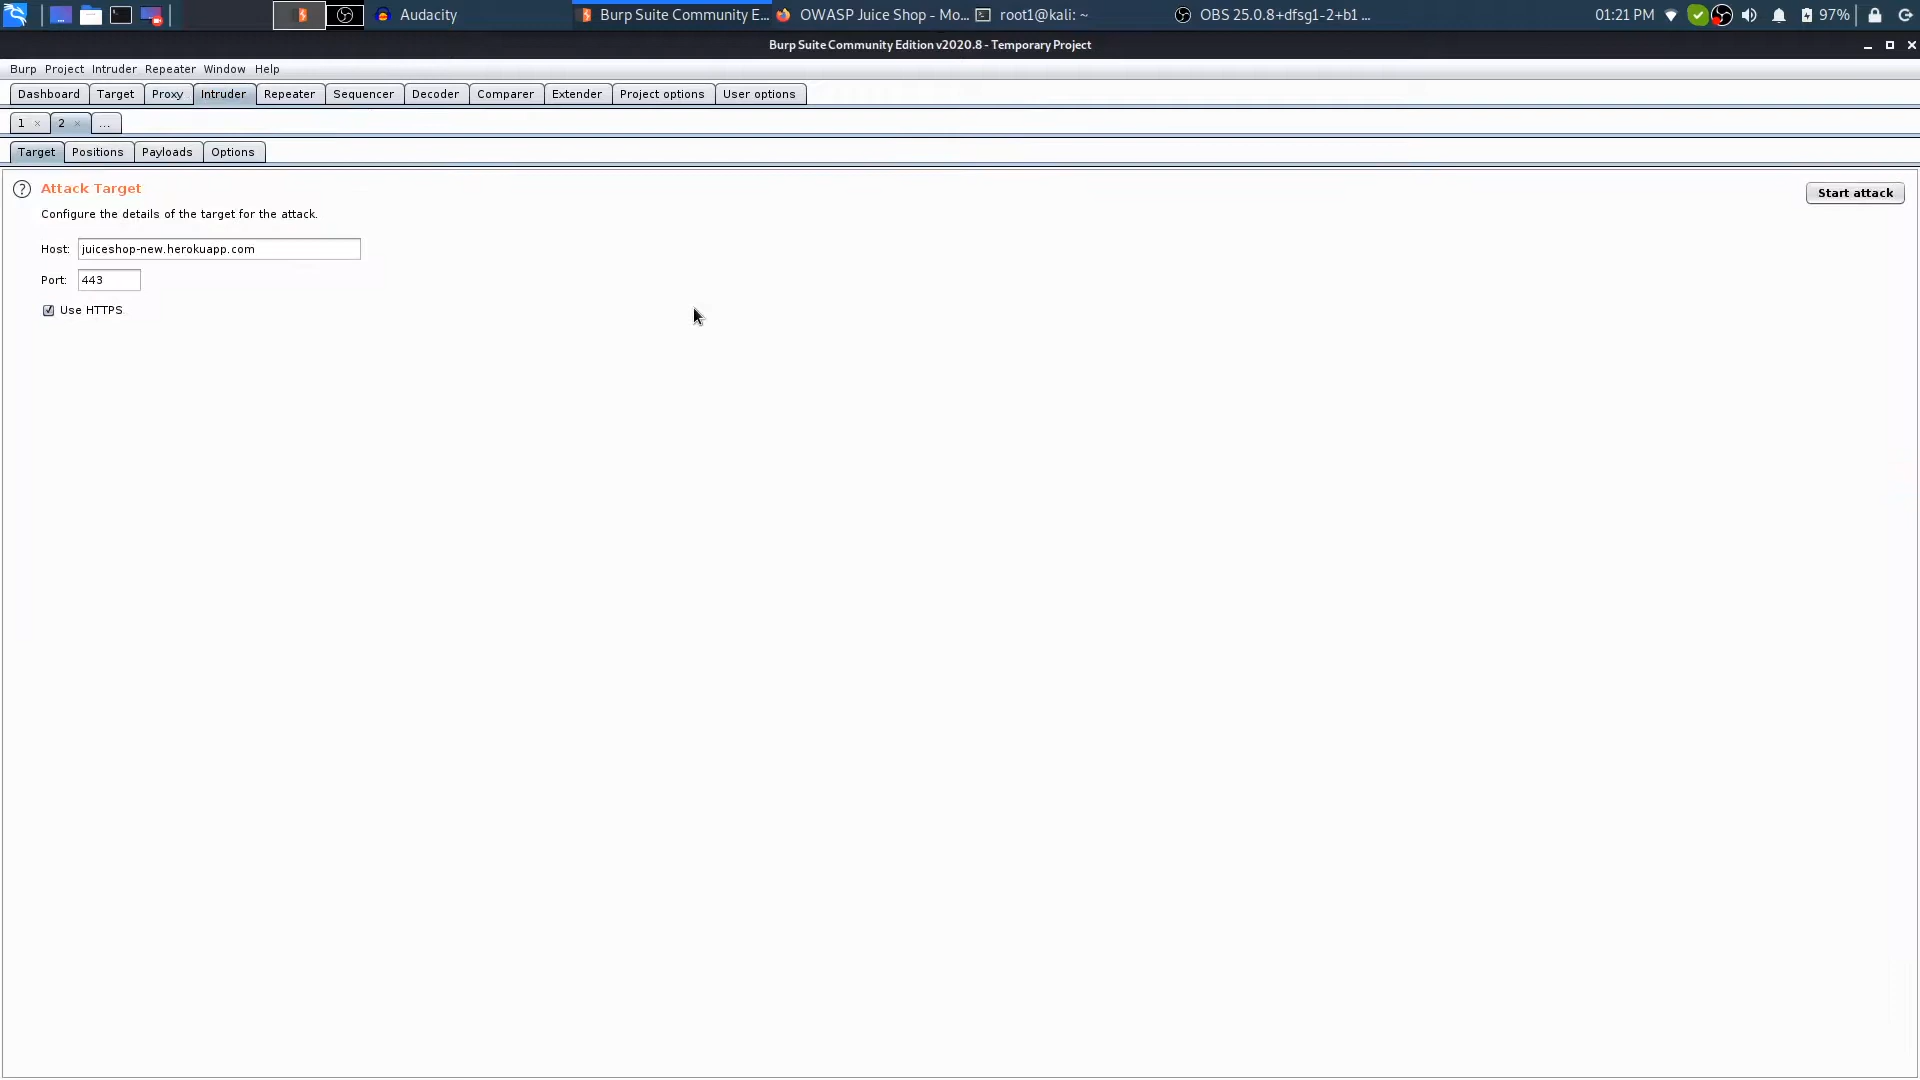 Audacity Burp Suite Community E... OWASP Juice Shop - Mo... root1@kali: ~ OBS 25.0.8+dfsg1-2+b1 ... 01:21 PM 97%
Burp Suite Community Edition v2020.8 - Temporary Project
Burp Project Intruder Repeater Window Help
Dashboard Target Proxy Intruder Repeater Sequencer Decoder Comparer Extender Project options User options
1 × 2 × ...
Target Positions Payloads Options
? Attack Target
Start attack
Configure the details of the target for the attack.
Host: juiceshop-new.herokuapp.com
Port: 443
Use HTTPS